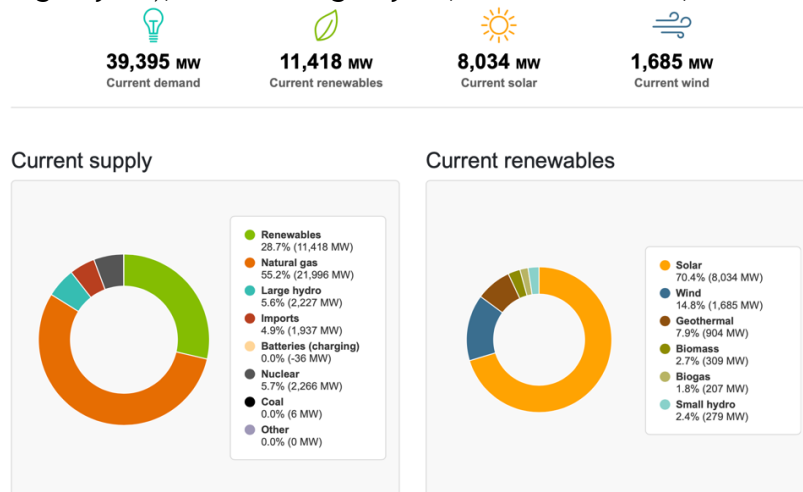 39,395 MW
Current demand
11,418 MW
Current renewables
8,034 MW
Current solar
1,685 MW
Current wind
Current supply
Renewables
28.7% (11,418 MW)
Natural gas
55.2% (21,996 MW)
Large hydro
5.6% (2,227 MW)
Imports
4.9% (1,937 MW)
Batteries (charging)
0.0% (-36 MW)
Nuclear
5.7% (2,266 MW)
Coal
0.0% (6 MW)
Other
0.0% (0 MW)
Current renewables
Solar
70.4% (8,034 MW)
Wind
14.8% (1,685 MW)
Geothermal
7.9% (904 MW)
Biomass
2.7% (309 MW)
Biogas
1.8% (207 MW)
Small hydro
2.4% (279 MW)